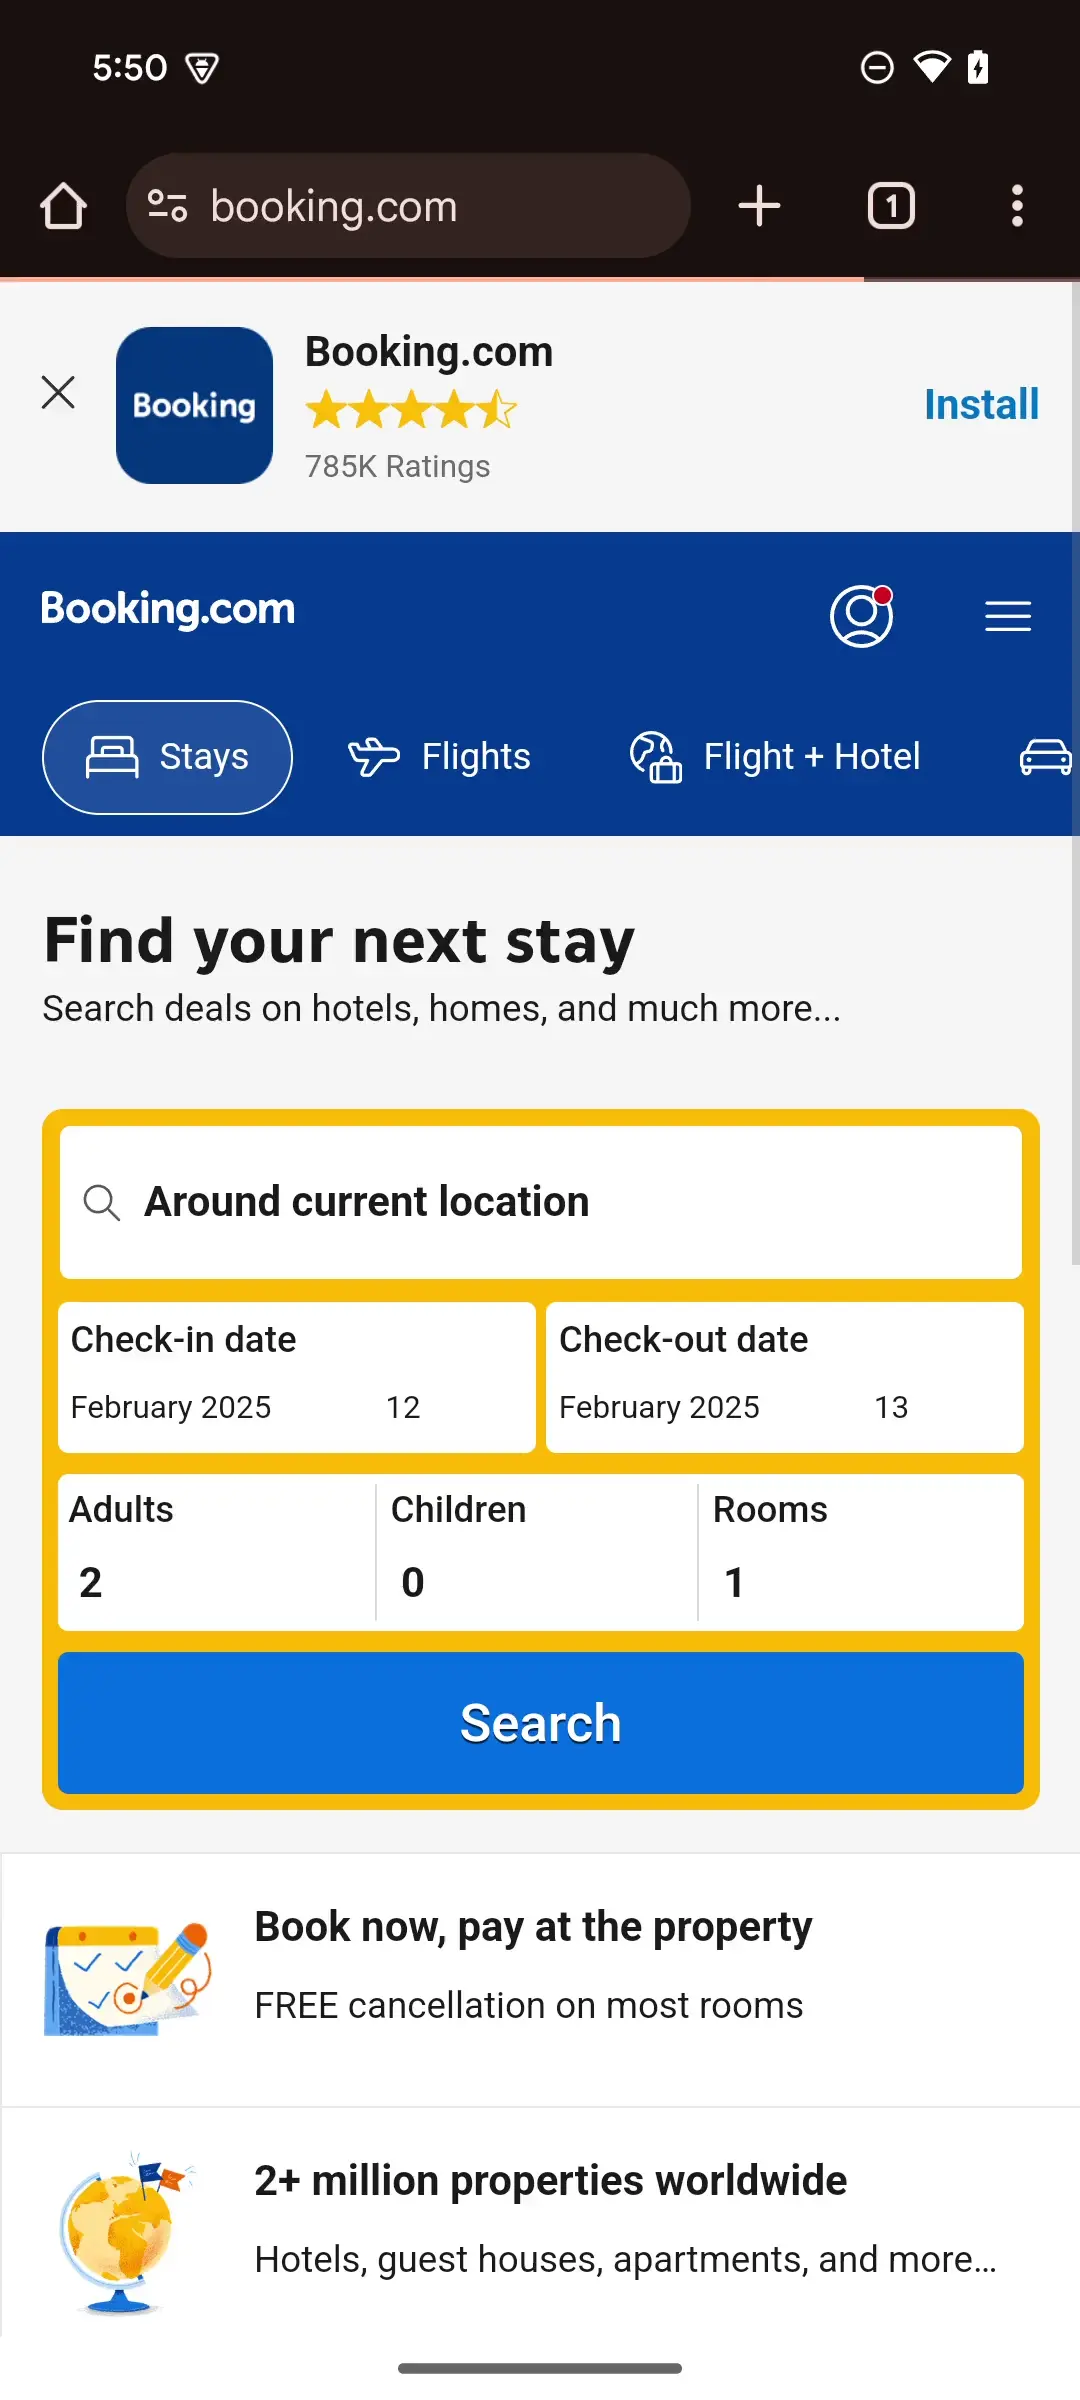 5:50
booking.com
1
Booking
Booking.com
785K Ratings
Install
Booking.com
Stays
Flights
Flight + Hotel
Find your next stay
Search deals on hotels, homes, and much more...
Around current location
Check-in date
February 2025 12
Check-out date
February 2025 13
Adults
2
Children
0
Rooms
1
Search
Book now, pay at the property
FREE cancellation on most rooms
2+ million properties worldwide
Hotels, guest houses, apartments, and more...